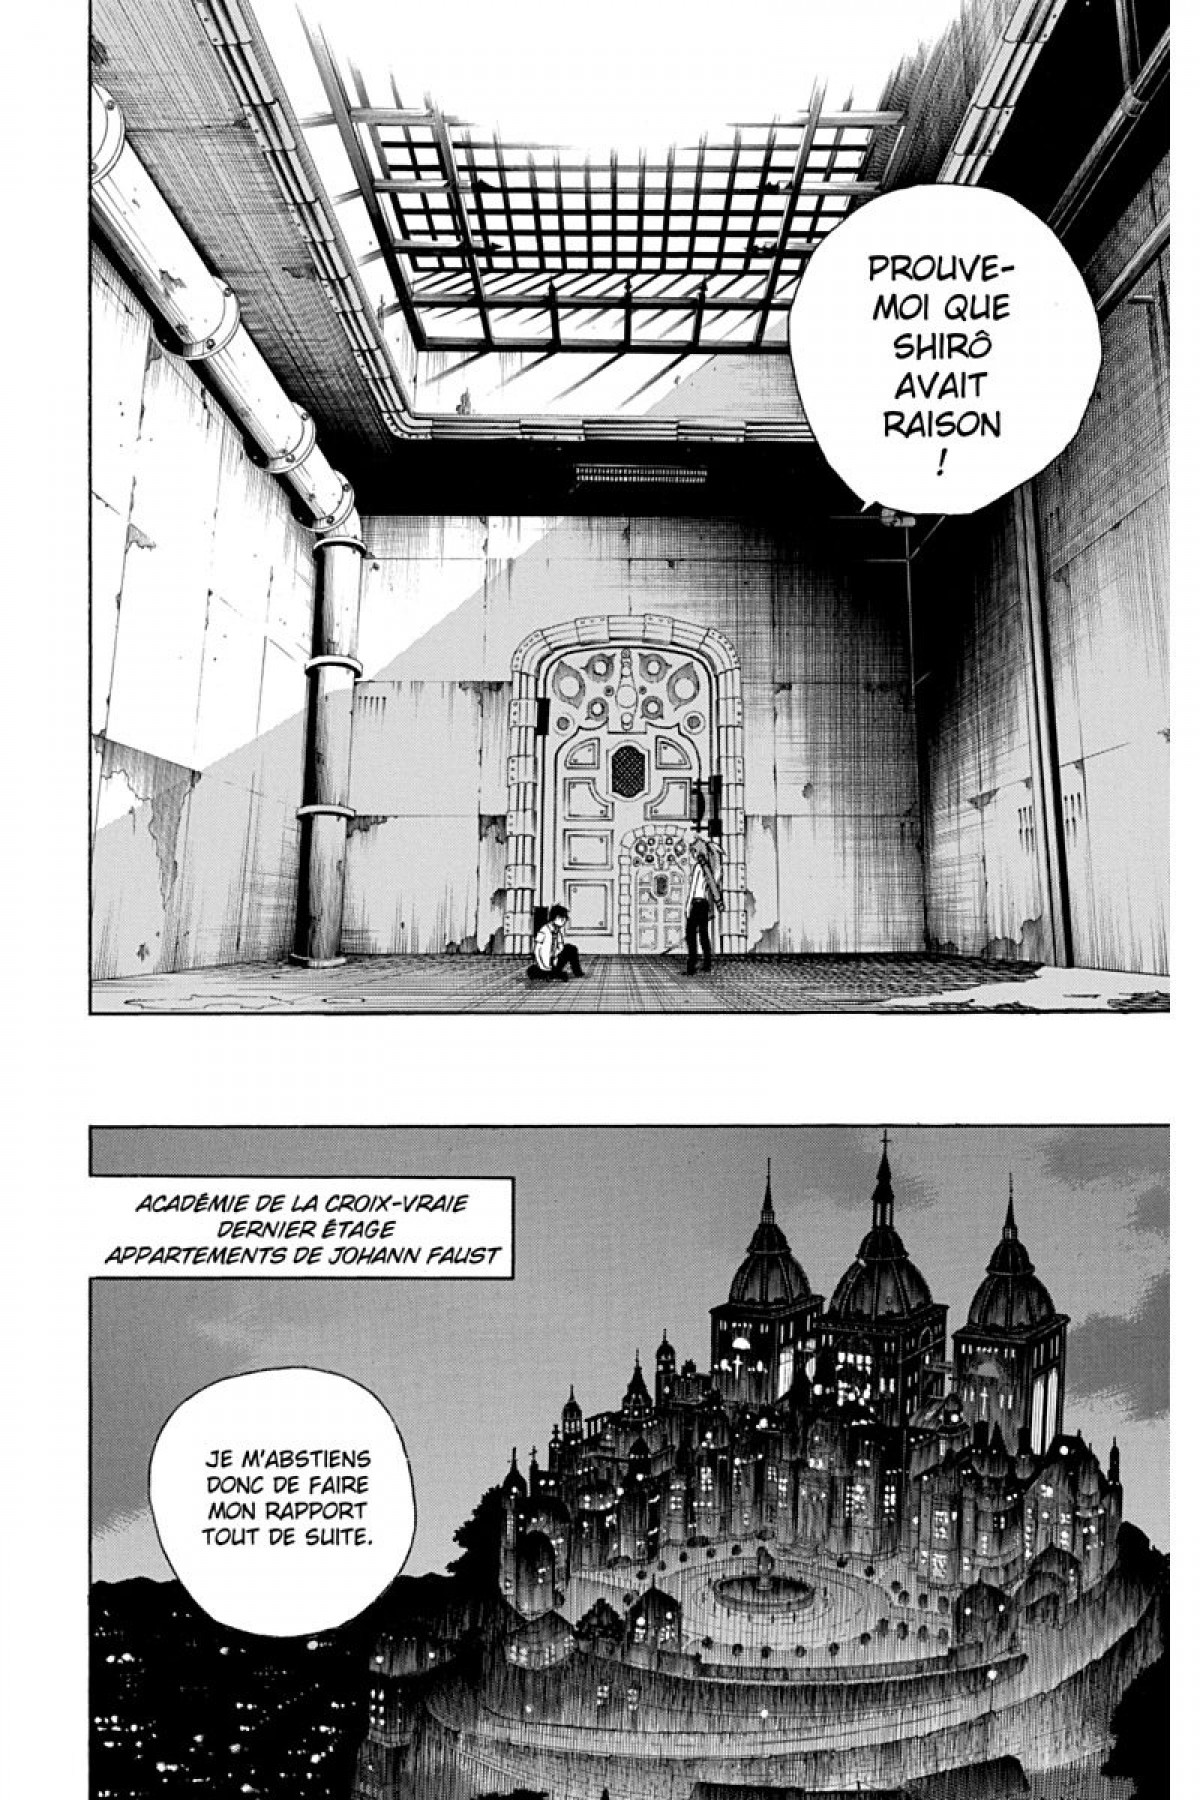 PROUVE-
MOI QUE
SHIRÔ
AVAIT
RAISON
!
ACADÉMIE DE LA CROIX-VRAIE
DERNIER ÉTAGE
APPARTEMENTS DE JOHANN FAUST
JE M'ABSTIENS
DONC DE FAIRE
MON RAPPORT
TOUT DE SUITE.